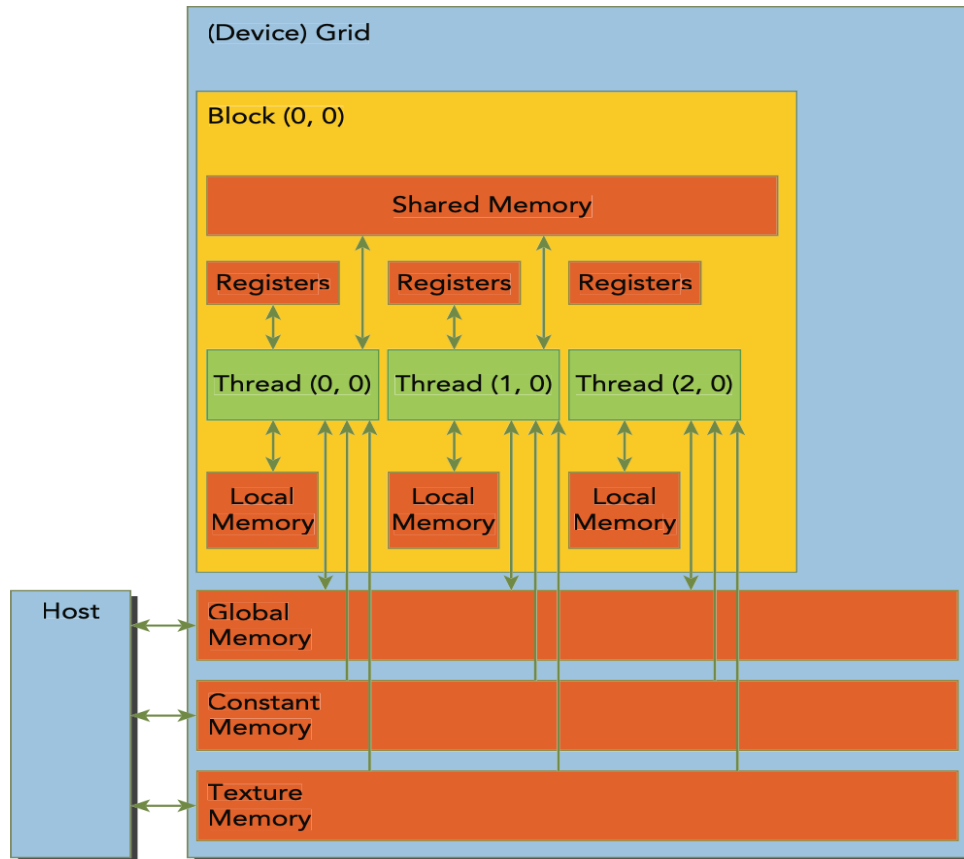 (Device) Grid
Block (0, 0)
Shared Memory
Registers
Registers
Registers
Thread (0, 0)
Thread (1, 0)
Thread (2, 0)
Local
Memory
Local
Memory
Local
Memory
Host
Global
Memory
Constant
Memory
Texture
Memory